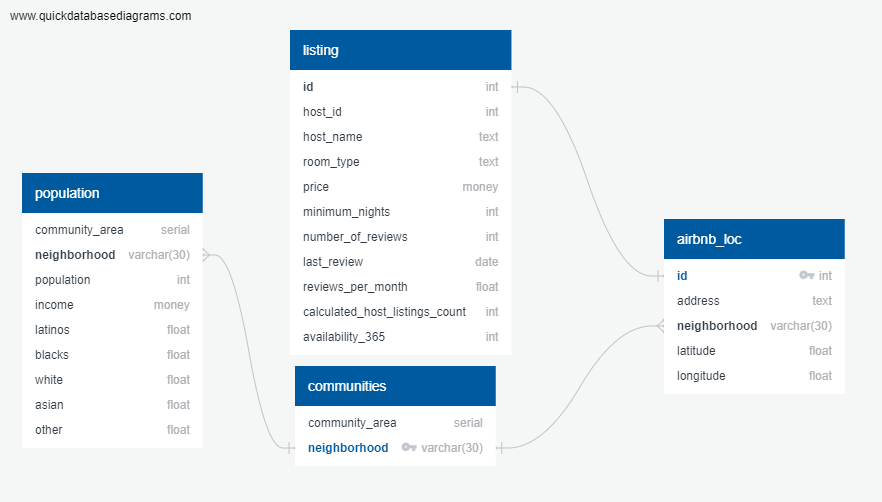 www.quickdatabasediagrams.com
listing
id int
host_id int
host_name text
room_type text
price money
minimum_nights int
number_of_reviews int
last_review date
reviews_per_month float
calculated_host_listings_count int
availability_365 int
population
community_area serial
neighborhood varchar(30)
population int
income money
latinos float
blacks float
white float
asian float
other float
airbnb_loc
id int
address text
neighborhood varchar(30)
latitude float
longitude float
communities
community_area serial
neighborhood varchar(30)